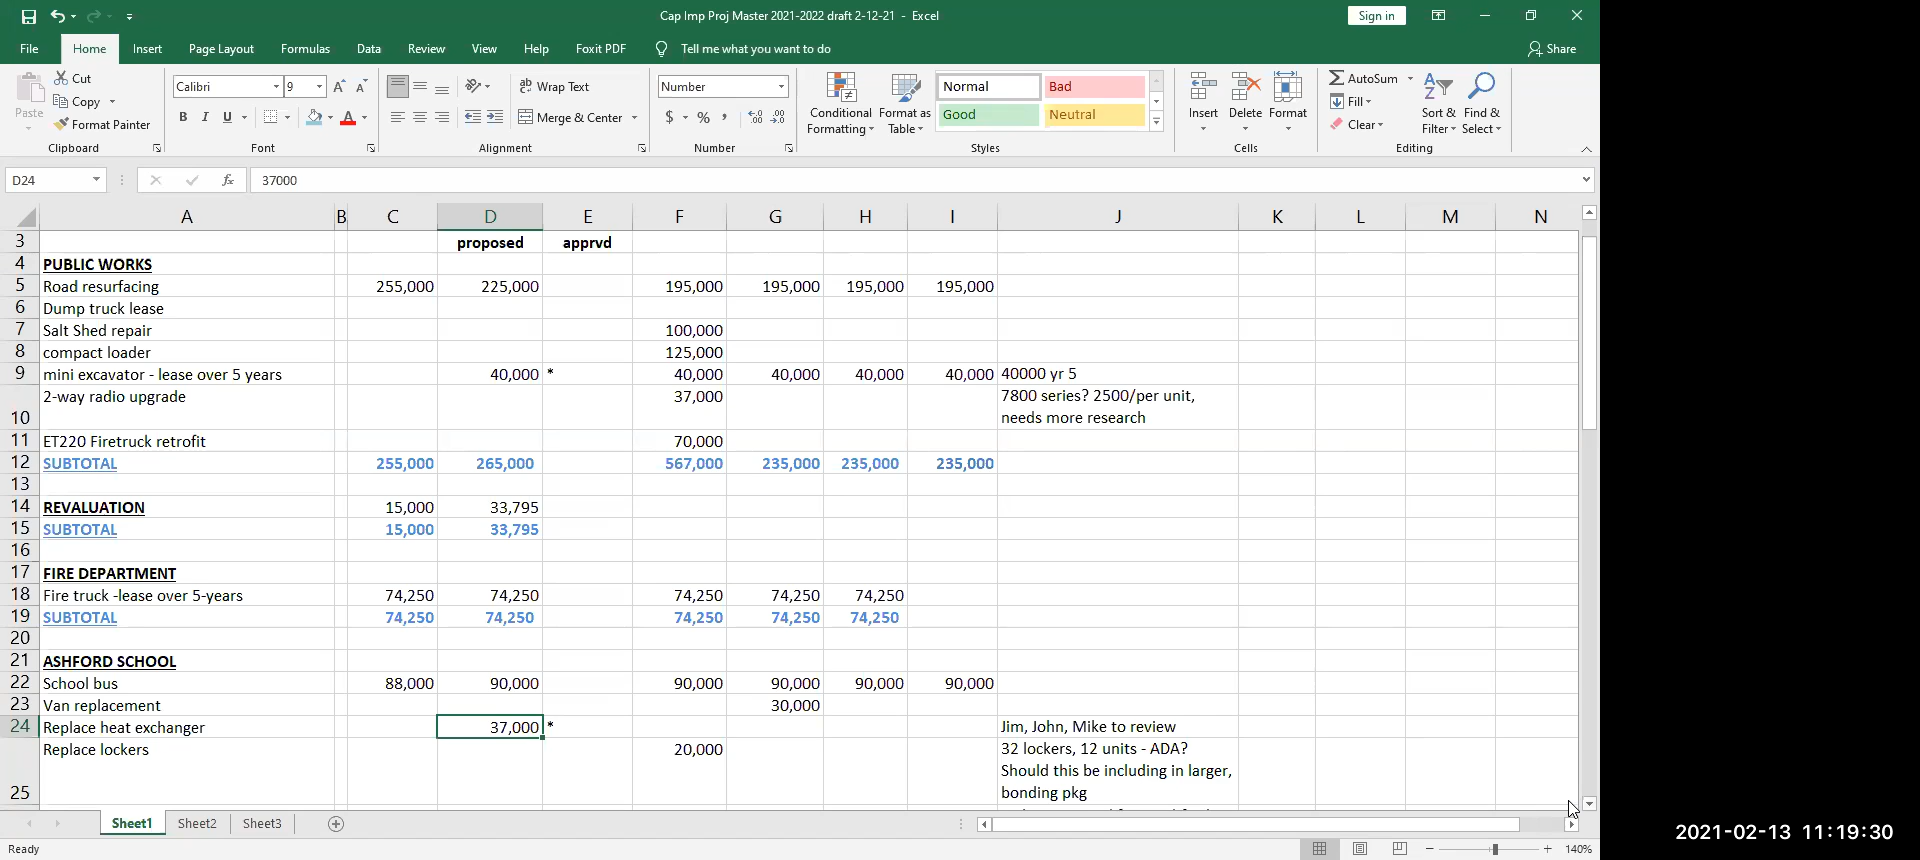 Cap Imp Proj Master 2021-2022 draft 2-12-21 - Excel
Sign in
File Home Insert Page Layout Formulas Data Review View Help Foxit PDF Tell me what you want to do Share
Paste Cut Copy Format Painter Clipboard
Calibri 9 A A B I U A Font
Wrap Text Merge & Center Alignment
Number $ % , Number
Conditional Formatting Format as Table Normal Bad Good Neutral Styles
Insert Delete Format Cells
AutoSum Fill Clear Sort & Filter Find & Select Editing
D24 fx 37000
A B C D E F G H I J K L M N
3 proposed apprvd
4 PUBLIC WORKS
5 Road resurfacing 255,000 225,000 195,000 195,000 195,000 195,000
6 Dump truck lease
7 Salt Shed repair 100,000
8 compact loader 125,000
9 mini excavator - lease over 5 years 40,000 * 40,000 40,000 40,000 40,000 40000 yr 5
2-way radio upgrade 37,000 7800 series? 2500/per unit,
10 needs more research
11 ET220 Firetruck retrofit 70,000
12 SUBTOTAL 255,000 265,000 567,000 235,000 235,000 235,000
13
14 REVALUATION 15,000 33,795
15 SUBTOTAL 15,000 33,795
16
17 FIRE DEPARTMENT
18 Fire truck -lease over 5-years 74,250 74,250 74,250 74,250 74,250
19 SUBTOTAL 74,250 74,250 74,250 74,250 74,250
20
21 ASHFORD SCHOOL
22 School bus 88,000 90,000 90,000 90,000 90,000 90,000
23 Van replacement 30,000
24 Replace heat exchanger 37,000 * Jim, John, Mike to review
Replace lockers 20,000 32 lockers, 12 units - ADA?
Should this be including in larger,
25 bonding pkg
Sheet1 Sheet2 Sheet3
Ready 140%
2021-02-13 11:19:30